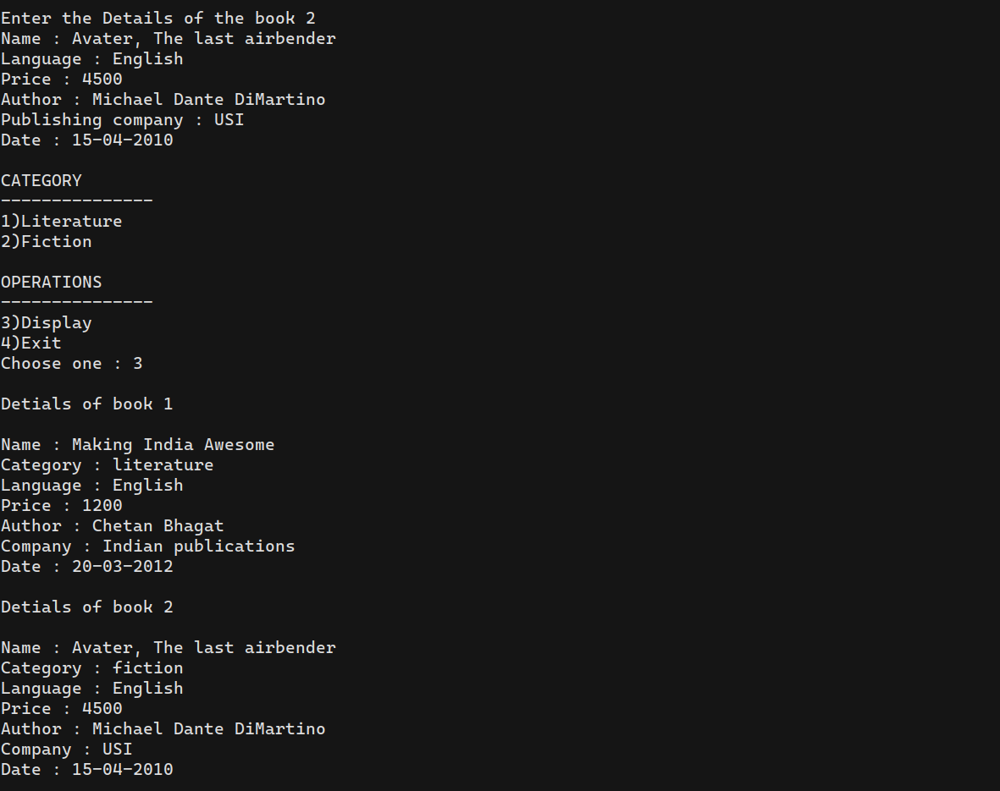 Enter the Details of the book 2
Name : Avater, The last airbender
Language : English
Price : 4500
Author : Michael Dante DiMartino
Publishing company : USI
Date : 15-04-2010

CATEGORY
---------------
1)Literature
2)Fiction

OPERATIONS
---------------
3)Display
4)Exit
Choose one : 3

Detials of book 1

Name : Making India Awesome
Category : literature
Language : English
Price : 1200
Author : Chetan Bhagat
Company : Indian publications
Date : 20-03-2012

Detials of book 2

Name : Avater, The last airbender
Category : fiction
Language : English
Price : 4500
Author : Michael Dante DiMartino
Company : USI
Date : 15-04-2010